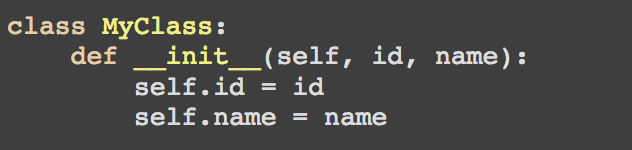 class MyClass:
    def __init__(self, id, name):
        self.id = id
        self.name = name